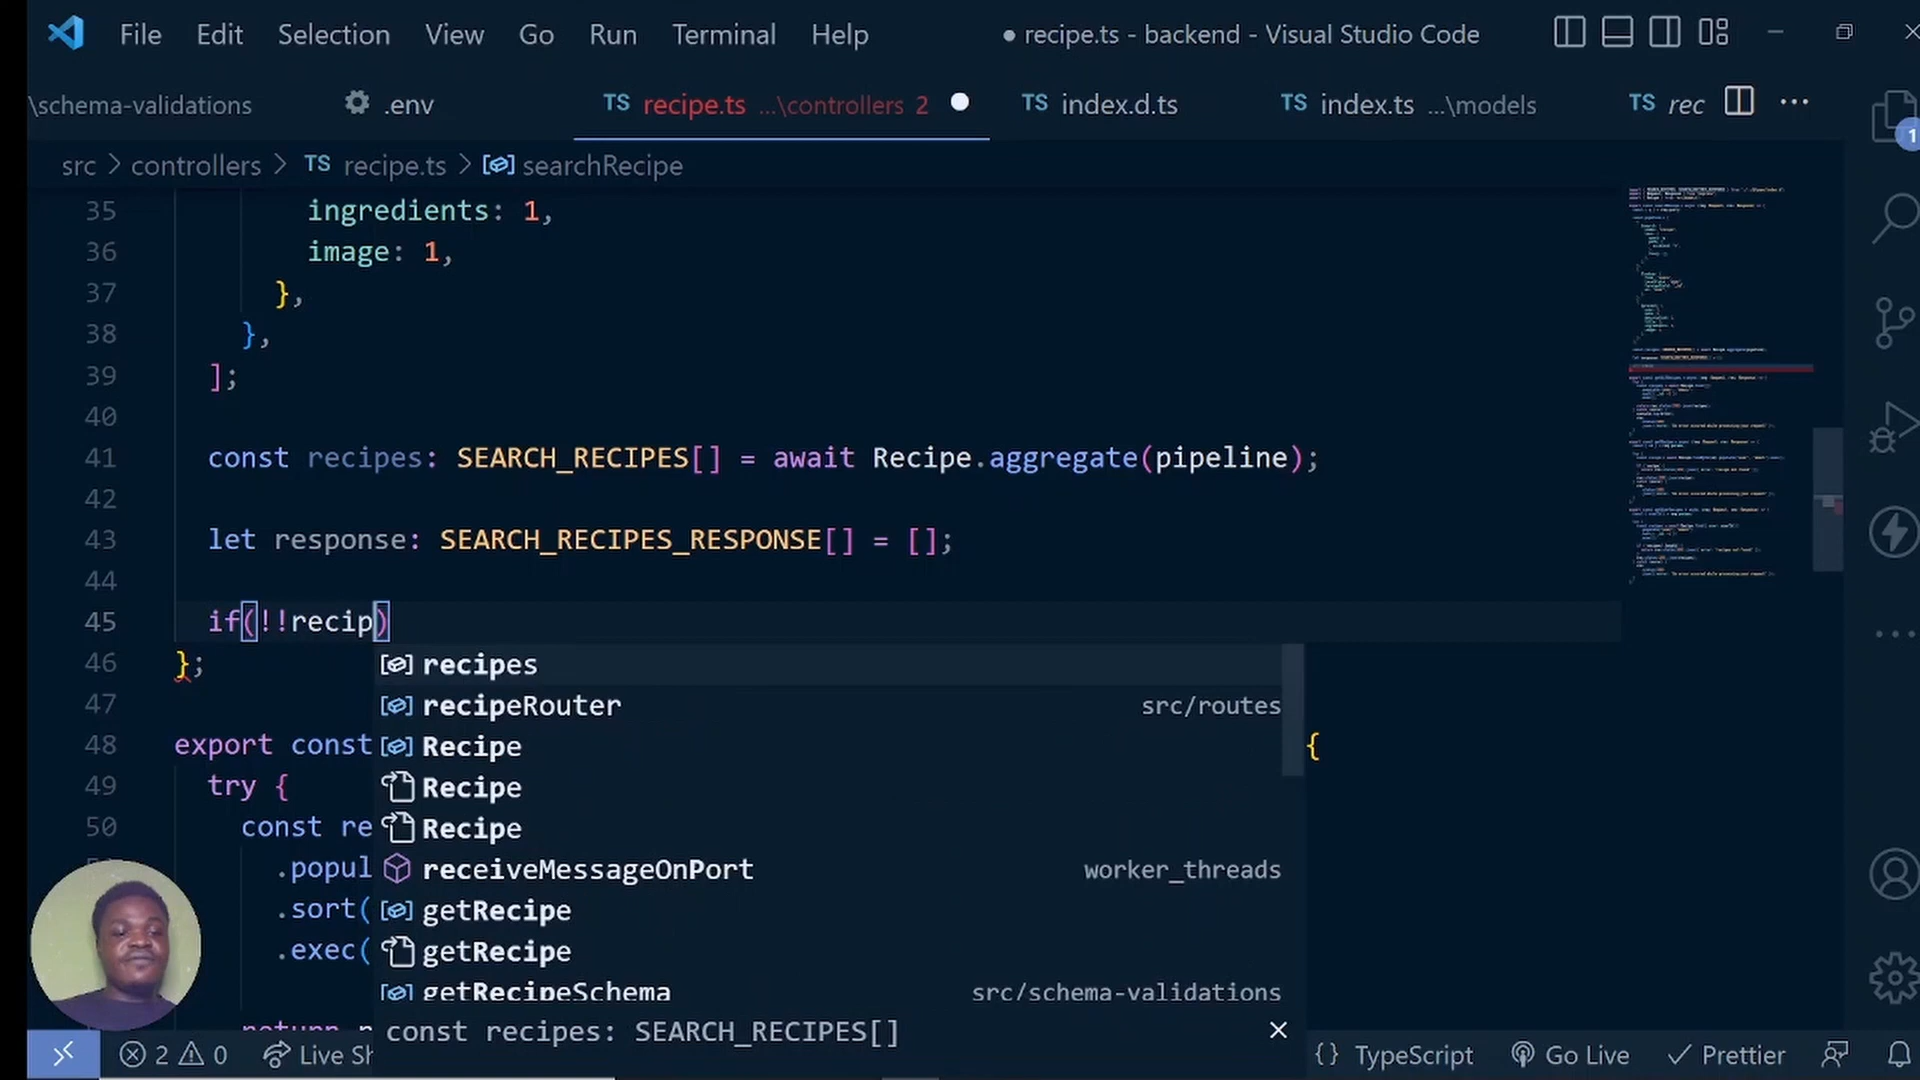 File Edit Selection View Go Run Terminal Help ● recipe.ts - backend - Visual Studio Code
\schema-validations .env TS recipe.ts ...\controllers 2 TS index.d.ts TS index.ts ...\models TS rec ...
src > controllers > TS recipe.ts > searchRecipe
35 ingredients: 1,
36 image: 1,
37 },
38 },
39 ];
40
41 const recipes: SEARCH_RECIPES[] = await Recipe.aggregate(pipeline);
42
43 let response: SEARCH_RECIPES_RESPONSE[] = [];
44
45 if(!!recip)
46 };
recipes
47
recipeRouter src/routes
48 export const {
Recipe
49 try {
Recipe
50 const re
Recipe
.popul
receiveMessageOnPort worker_threads
.sort(
getRecipe
.exec(
getRecipe
getRecipeSchema src/schema-validations
const recipes: SEARCH_RECIPES[]
2 0 Live Sh {} TypeScript Go Live Prettier
1